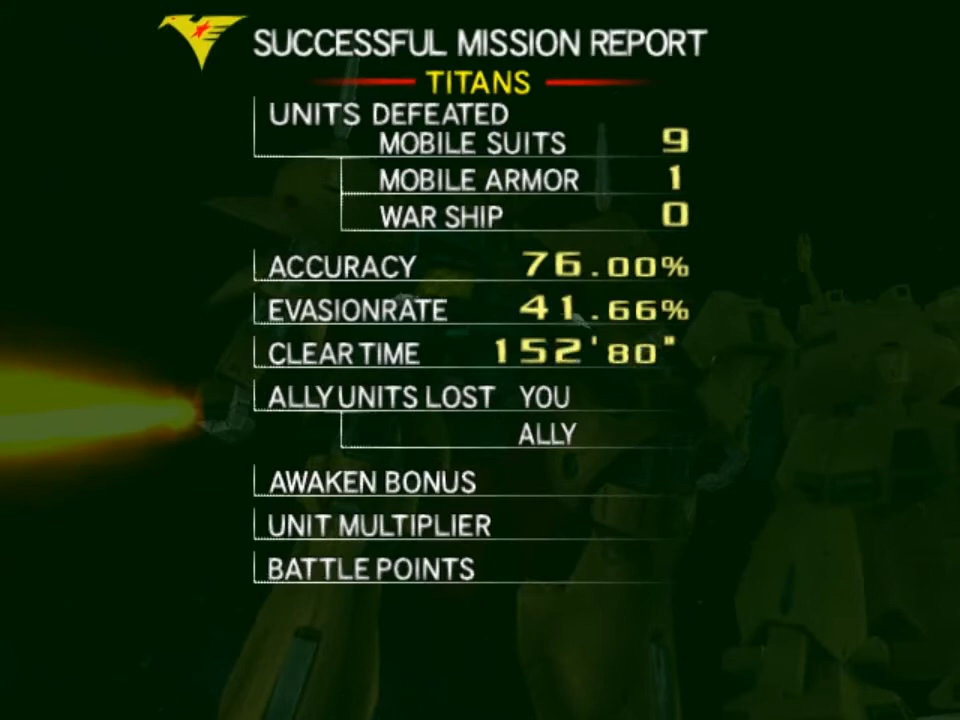 SUCCESSFUL MISSION REPORT
TITANS
UNITS DEFEATED
MOBILE SUITS 9
MOBILE ARMOR 1
WAR SHIP 0
ACCURACY 76.00%
EVASIONRATE 41.66%
CLEAR TIME 152'80"
ALLY UNITS LOST YOU
ALLY
AWAKEN BONUS
UNIT MULTIPLIER
BATTLE POINTS